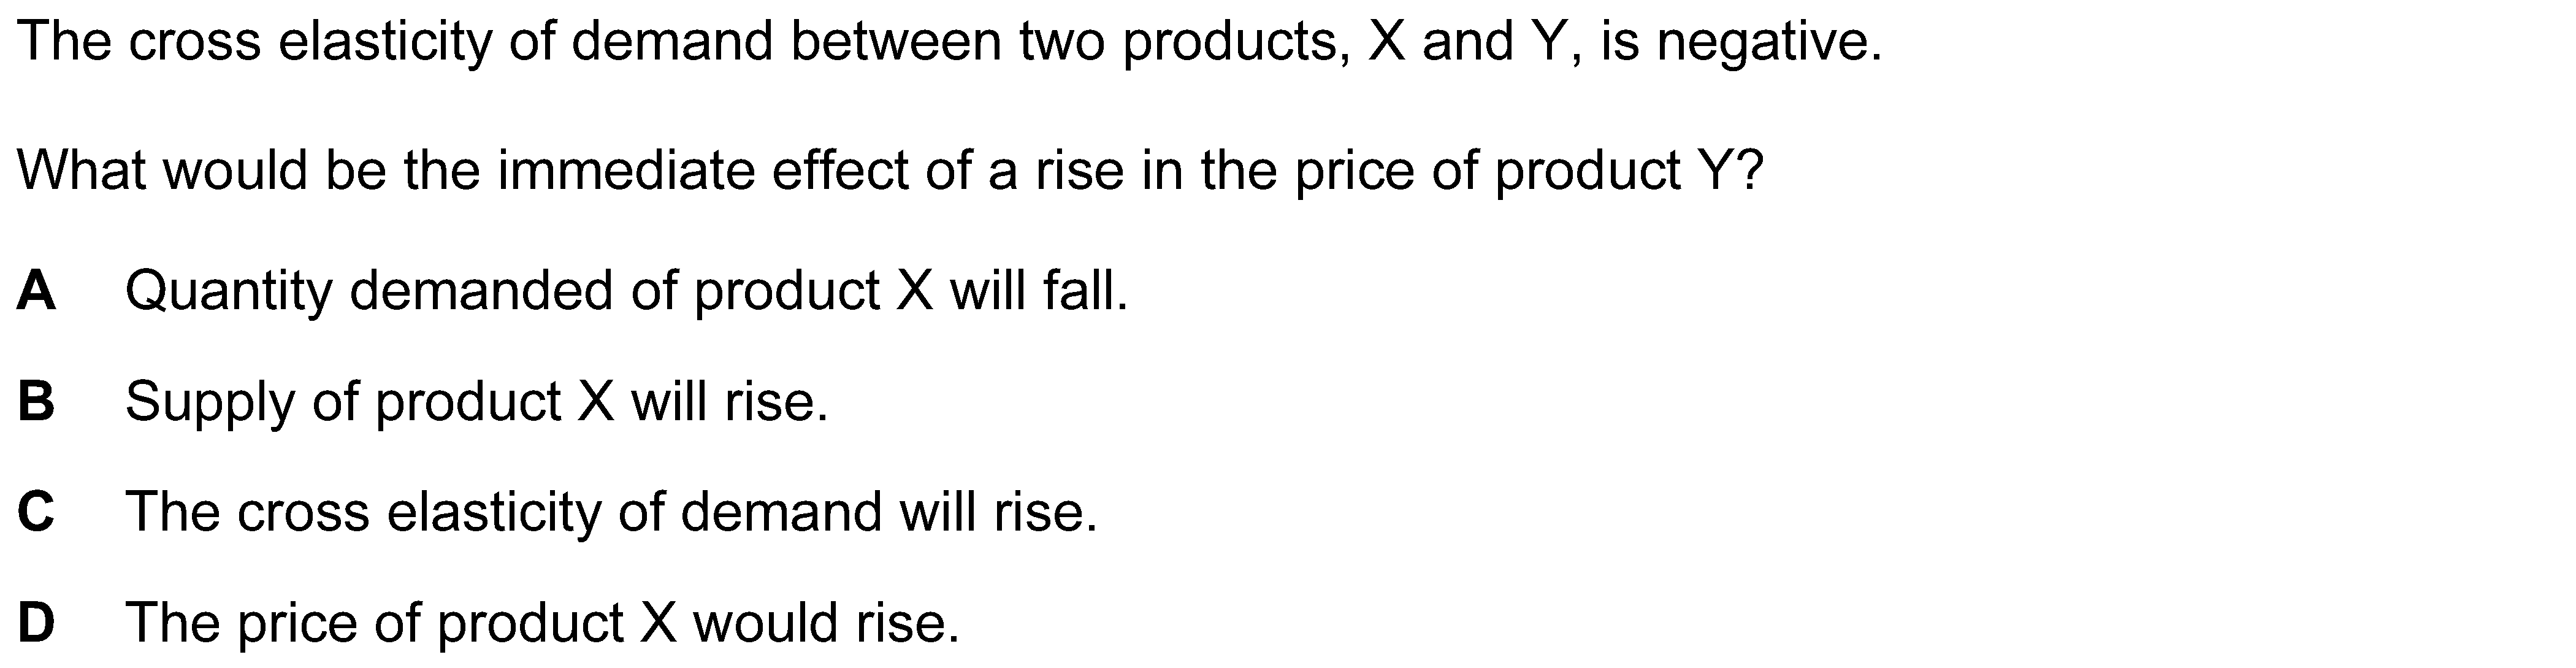 The cross elasticity of demand between two products, X and Y, is negative.
What would be the immediate effect of a rise in the price of product Y?
A Quantity demanded of product X will fall.
B Supply of product X will rise.
C The cross elasticity of demand will rise.
D The price of product X would rise.